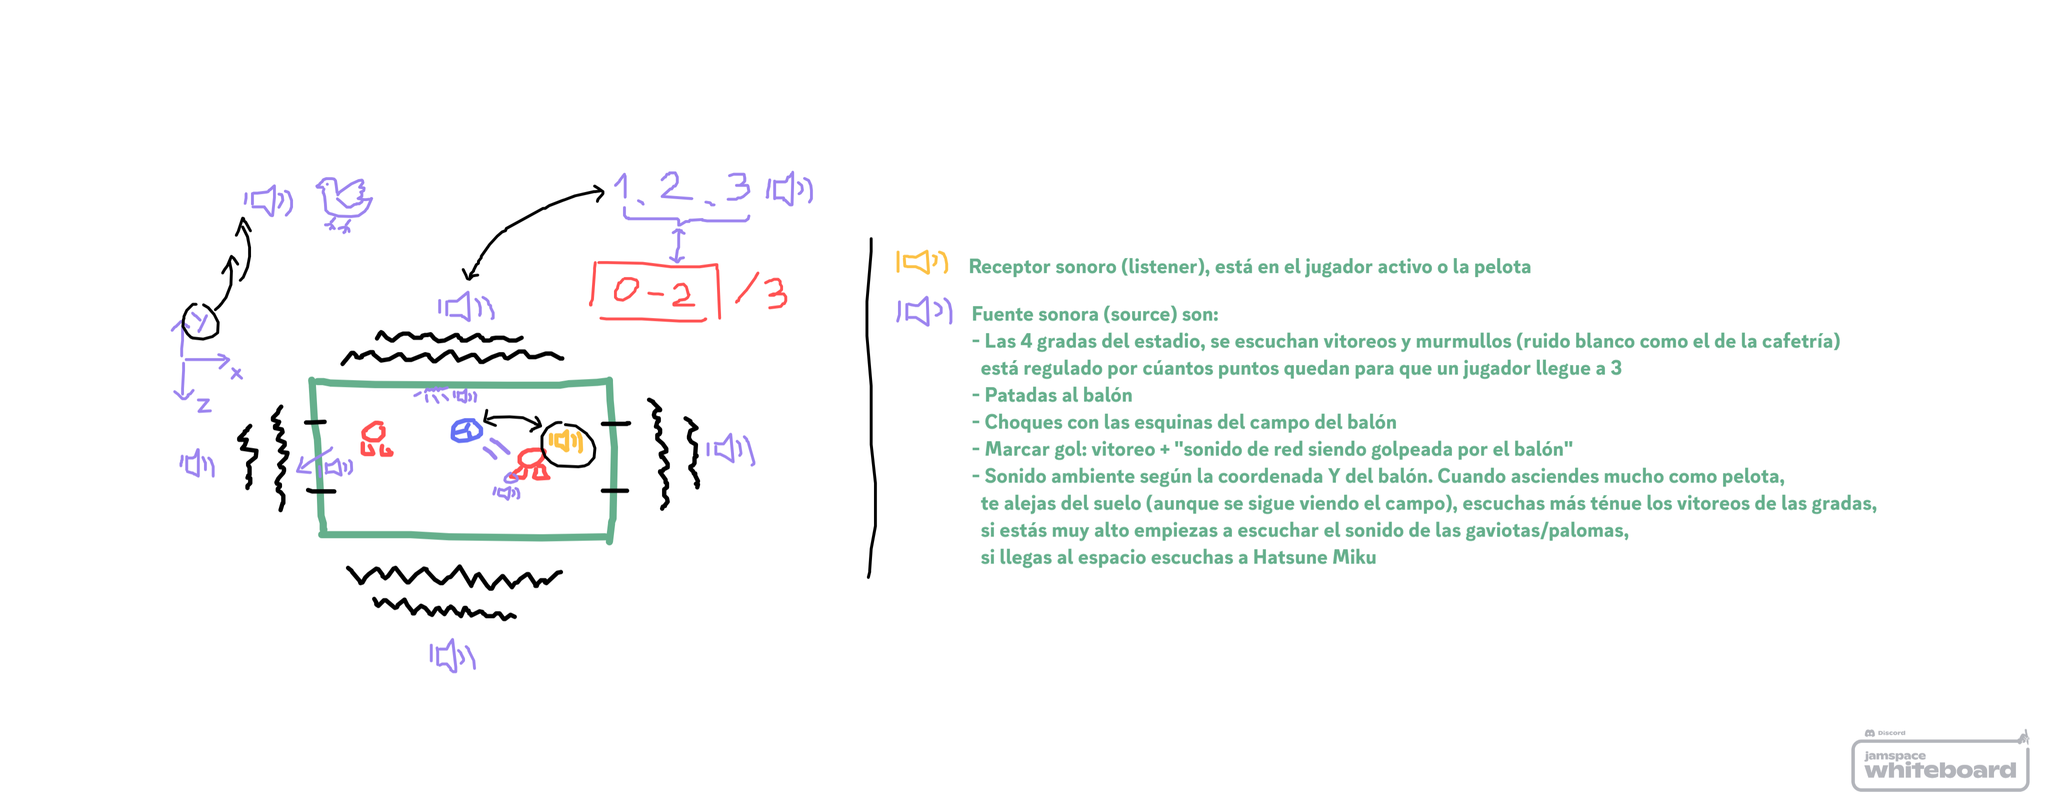 1. 2. 3
0-2 /3
Y
x
z
Receptor sonoro (listener), está en el jugador activo o la pelota
Fuente sonora (source) son:
- Las 4 gradas del estadio, se escuchan vitoreos y murmullos (ruido blanco como el de la cafetría)
está regulado por cúantos puntos quedan para que un jugador llegue a 3
- Patadas al balón
- Choques con las esquinas del campo del balón
- Marcar gol: vitoreo + "sonido de red siendo golpeada por el balón"
- Sonido ambiente según la coordenada Y del balón. Cuando asciendes mucho como pelota,
te alejas del suelo (aunque se sigue viendo el campo), escuchas más ténue los vitoreos de las gradas,
si estás muy alto empiezas a escuchar el sonido de las gaviotas/palomas,
si llegas al espacio escuchas a Hatsune Miku
Discord
jamspace
whiteboard